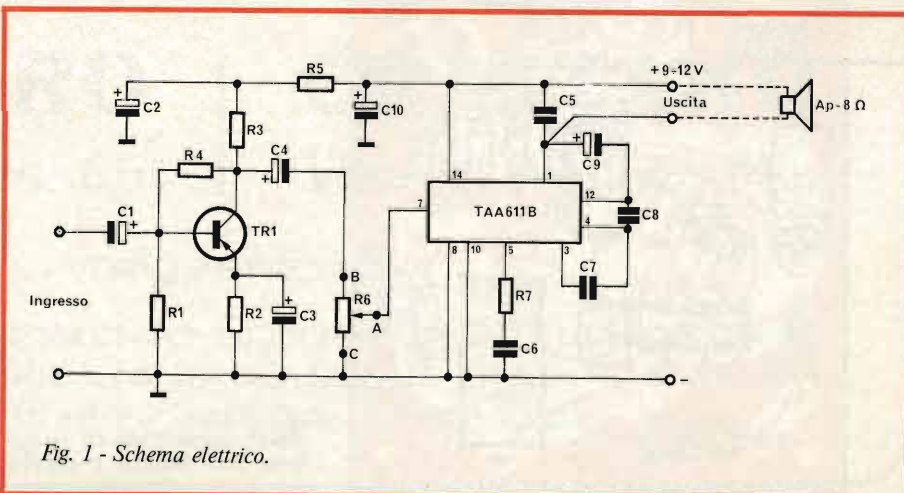 +9÷12 V
R5
C2
+
C10
+
C5
Uscita
Ap-8 Ω
R3
C4
+
C9
+
R4
14
1
C1
+
7
TAA611B
12
4
C8
TR1
8
10
5
3
C7
B
Ingresso
R6
A
R7
R1
R2
C3
+
C
C6
-
Fig. 1 - Schema elettrico.